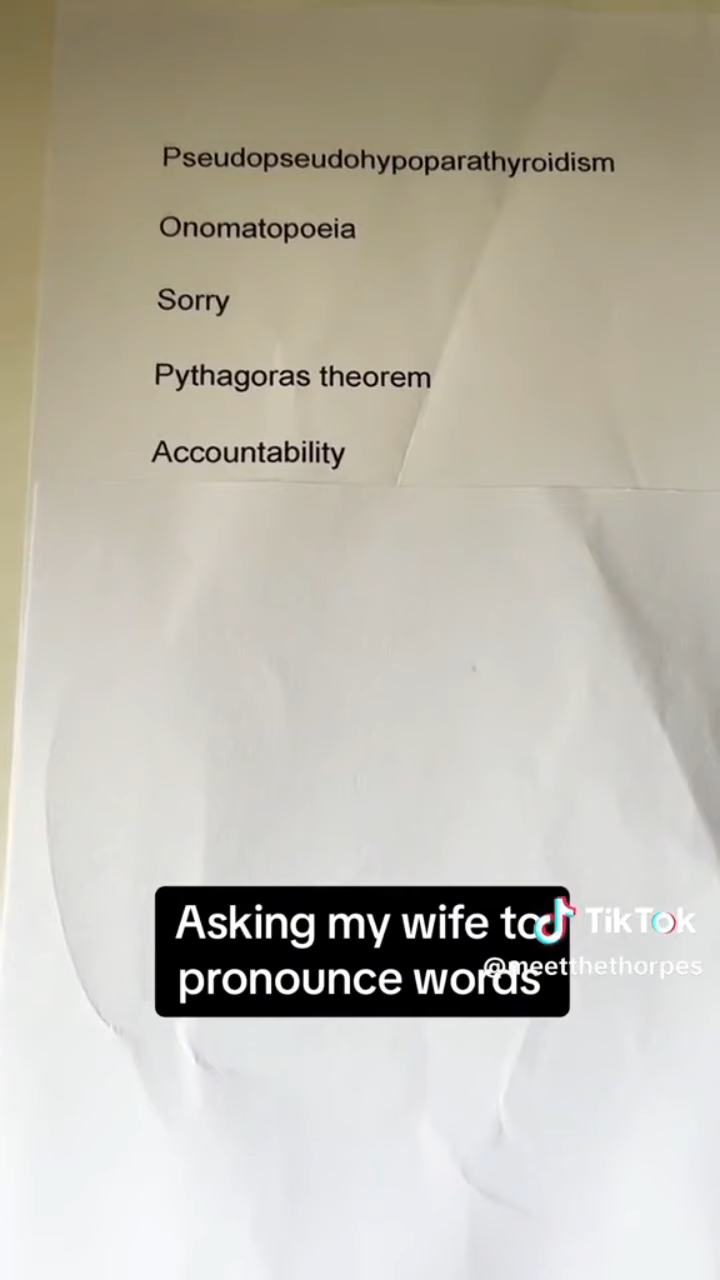 Pseudopseudohypoparathyroidism
Onomatopoeia
Sorry
Pythagoras theorem
Accountability
Asking my wife to
pronounce words
TikTok
@meetthethorpes